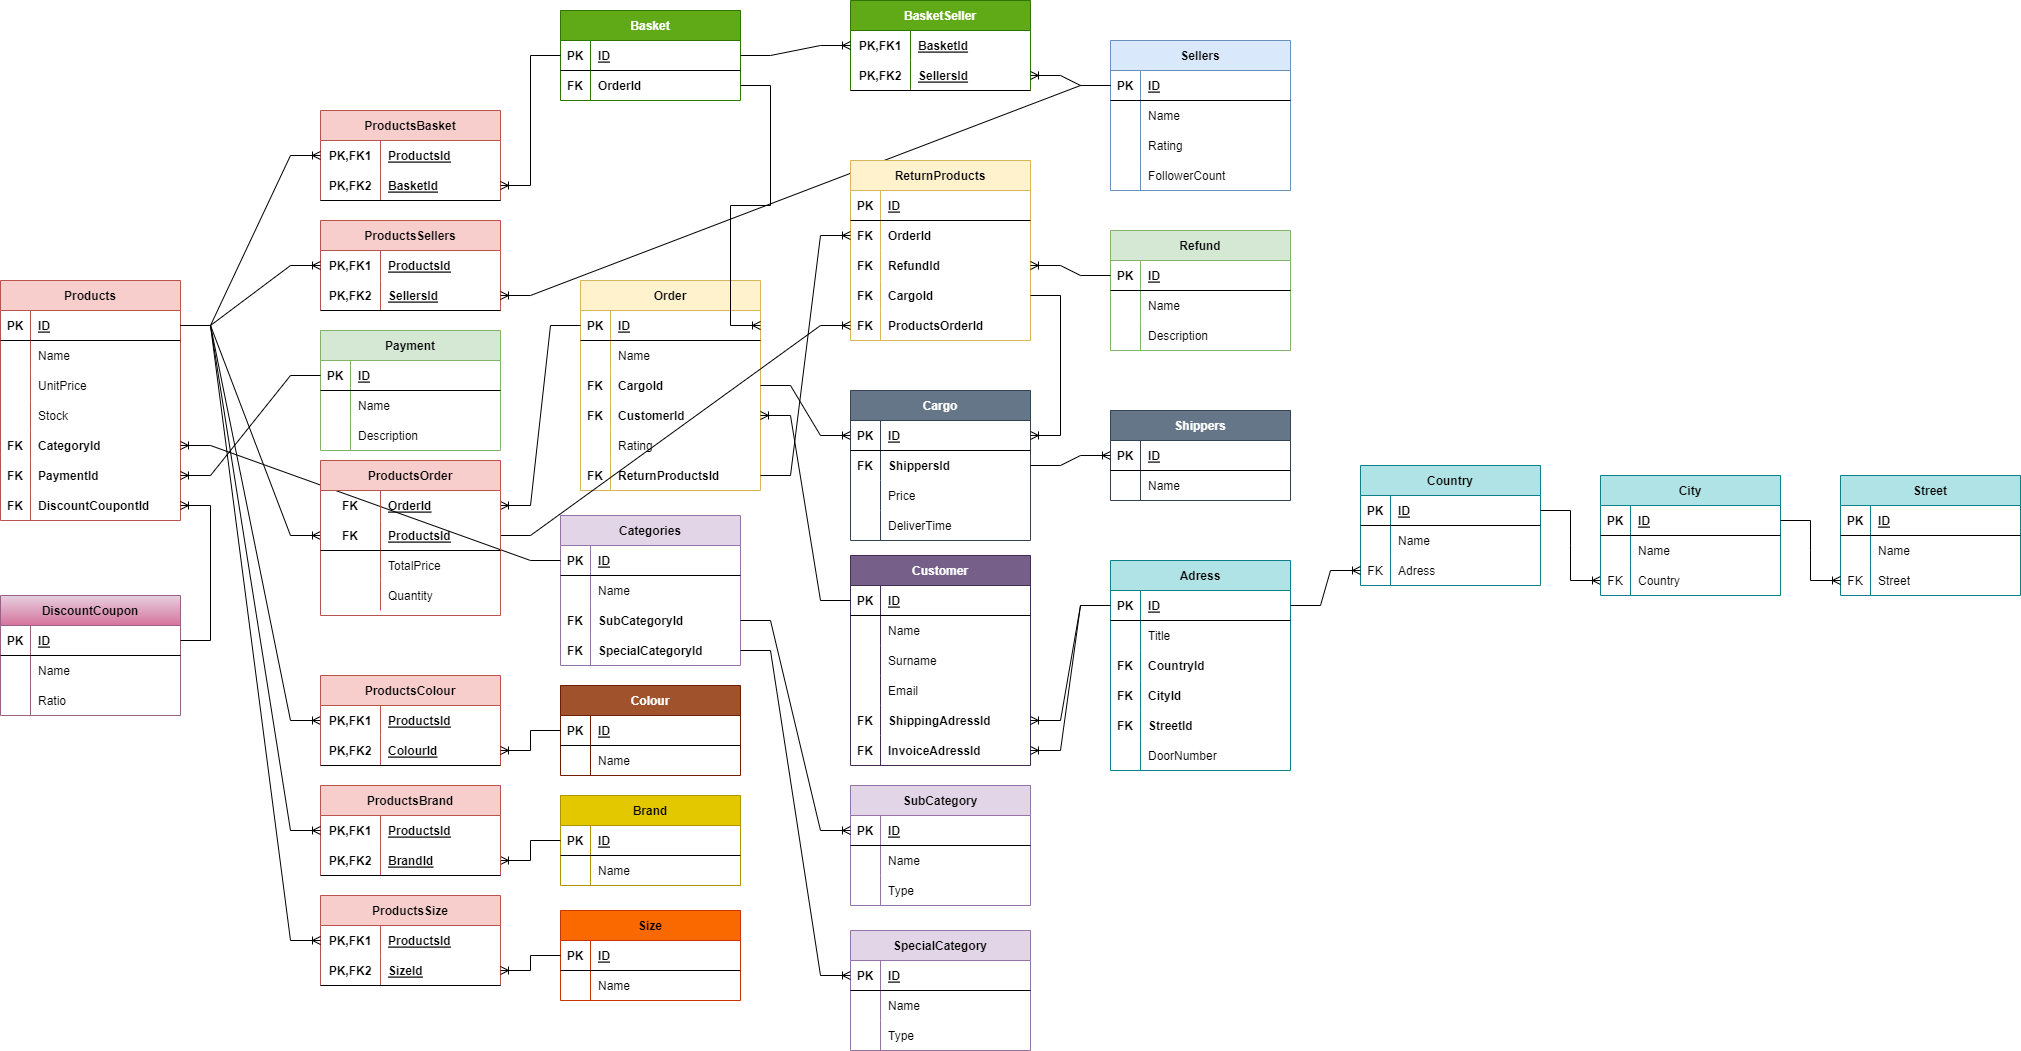 Basket
PK ID
FK OrderId
BasketSeller
PK,FK1 BasketId
PK,FK2 SellersId
Sellers
PK ID
Name
Rating
FollowerCount
ProductsBasket
PK,FK1 ProductsId
PK,FK2 BasketId
ProductsSellers
PK,FK1 ProductsId
PK,FK2 SellersId
ReturnProducts
PK ID
FK OrderId
FK RefundId
FK CargoId
FK ProductsOrderId
Refund
PK ID
Name
Description
Products
PK ID
Name
UnitPrice
Stock
FK CategoryId
FK PaymentId
FK DiscountCoupontId
Payment
PK ID
Name
Description
Order
PK ID
Name
FK CargoId
FK CustomerId
Rating
FK ReturnProductsId
Cargo
PK ID
FK ShippersId
Price
DeliverTime
Shippers
PK ID
Name
ProductsOrder
FK OrderId
FK ProductsId
TotalPrice
Quantity
Categories
PK ID
Name
FK SubCategoryId
FK SpecialCategoryId
Customer
PK ID
Name
Surname
Email
FK ShippingAdressId
FK InvoiceAdressId
Adress
PK ID
Title
FK CountryId
FK CityId
FK StreetId
DoorNumber
Country
PK ID
Name
FK Adress
City
PK ID
Name
FK Country
Street
PK ID
Name
FK Street
DiscountCoupon
PK ID
Name
Ratio
ProductsColour
PK,FK1 ProductsId
PK,FK2 ColourId
Colour
PK ID
Name
ProductsBrand
PK,FK1 ProductsId
PK,FK2 BrandId
Brand
PK ID
Name
SubCategory
PK ID
Name
Type
ProductsSize
PK,FK1 ProductsId
PK,FK2 SizeId
Size
PK ID
Name
SpecialCategory
PK ID
Name
Type